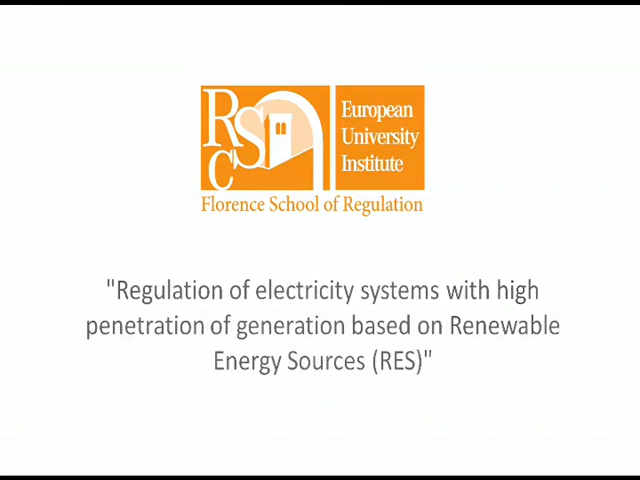 RSC
European
University
Institute
Florence School of Regulation
"Regulation of electricity systems with high
penetration of generation based on Renewable
Energy Sources (RES)"